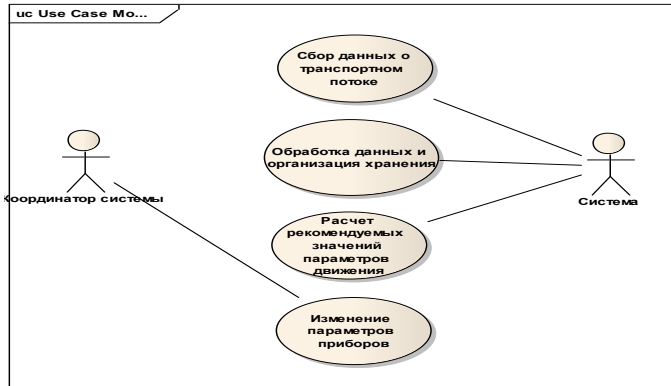 uc Use Case Mo...
Сбор данных о
транспортном
потоке
Обработка данных и
организация хранения
Координатор системы
Система
Расчет
рекомендуемых
значений
параметров
движения
Изменение
параметров
приборов